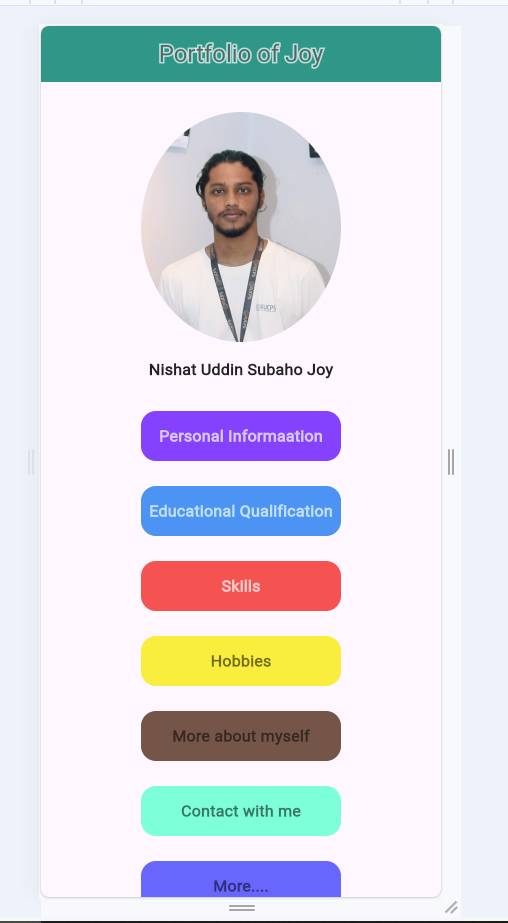 Portfolio of Joy
Nishat Uddin Subaho Joy
Personal Informaation
Educational Qualification
Skills
Hobbies
More about myself
Contact with me
More....